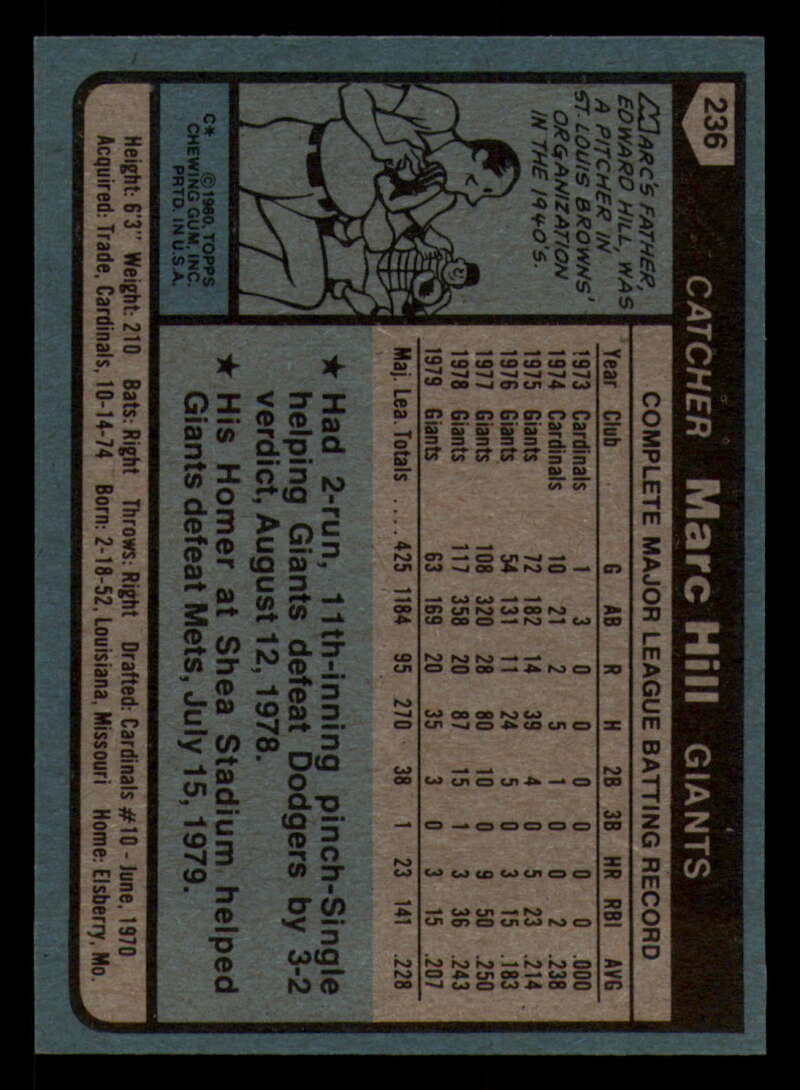 236
CATCHER Marc Hill GIANTS
MARC'S FATHER,
EDWARD HILL, WAS
A PITCHER IN
ST. LOUIS BROWNS'
ORGANIZATION
IN THE 1940'S.
C* ©1980, TOPPS
CHEWING GUM, INC.
PRTD. IN U.S.A.
COMPLETE MAJOR LEAGUE BATTING RECORD
Year Club G AB R H 2B 3B HR RBI AVG
1973 Cardinals 1 3 0 0 0 0 0 0 .000
1974 Cardinals 10 21 2 5 1 0 0 2 .238
1975 Giants 72 182 14 39 4 0 5 23 .214
1976 Giants 54 131 11 24 5 0 3 15 .183
1977 Giants 108 320 28 80 10 0 9 50 .250
1978 Giants 117 358 20 87 15 1 3 36 .243
1979 Giants 63 169 20 35 3 0 3 15 .207
Maj. Lea. Totals .... 425 1184 95 270 38 1 23 141 .228
★ Had 2-run, 11th-inning pinch-Single
helping Giants defeat Dodgers by 3-2
verdict, August 12, 1978.
★ His Homer at Shea Stadium helped
Giants defeat Mets, July 15, 1979.
Height: 6'3" Weight: 210 Bats: Right Throws: Right Drafted: Cardinals #10 - June, 1970
Acquired: Trade, Cardinals, 10-14-74 Born: 2-18-52, Louisiana, Missouri Home: Elsberry, Mo.